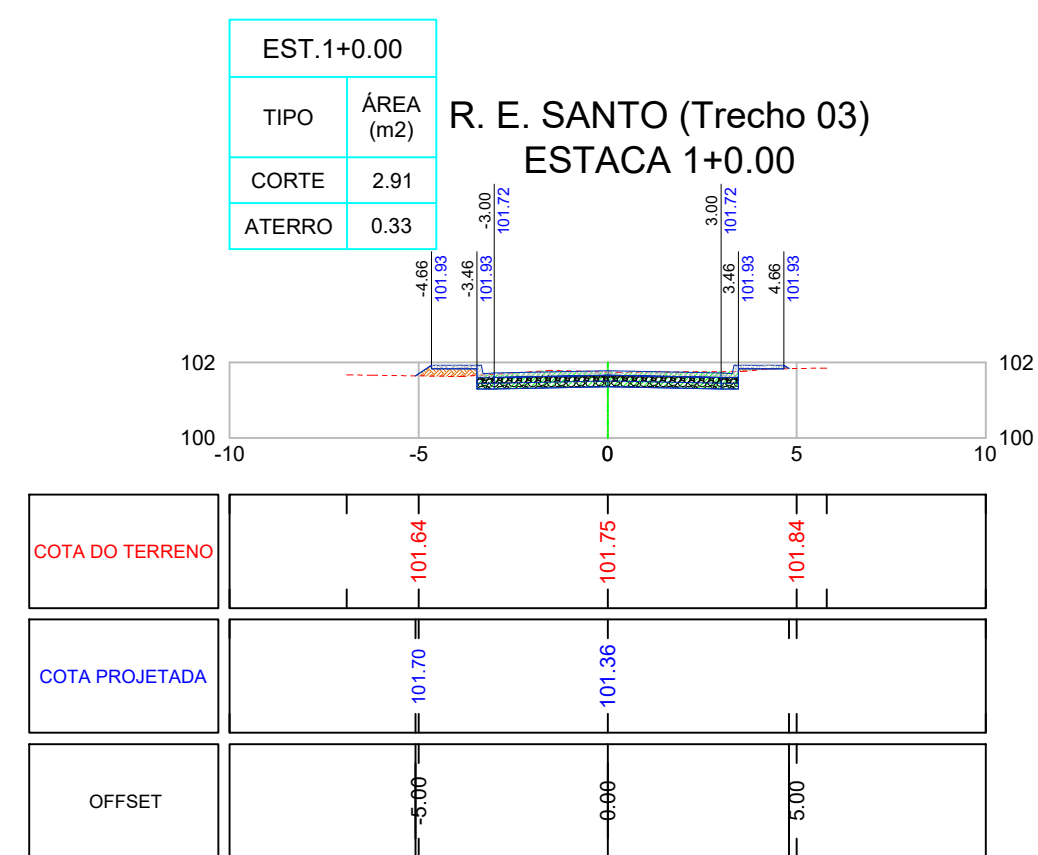 EST.1+0.00
TIPO
ÁREA
(m2)
CORTE 2.91
ATERRO 0.33
R. E. SANTO (Trecho 03)
ESTACA 1+0.00
-4.66
101.93
-3.46
101.93
-3.00
101.72
3.00
101.72
3.46
101.93
4.66
101.93
102 102
100 100
-10 -5 0 5 10
COTA DO TERRENO 101.64 101.75 101.84
COTA PROJETADA 101.70 101.36
OFFSET -5.00 0.00 5.00